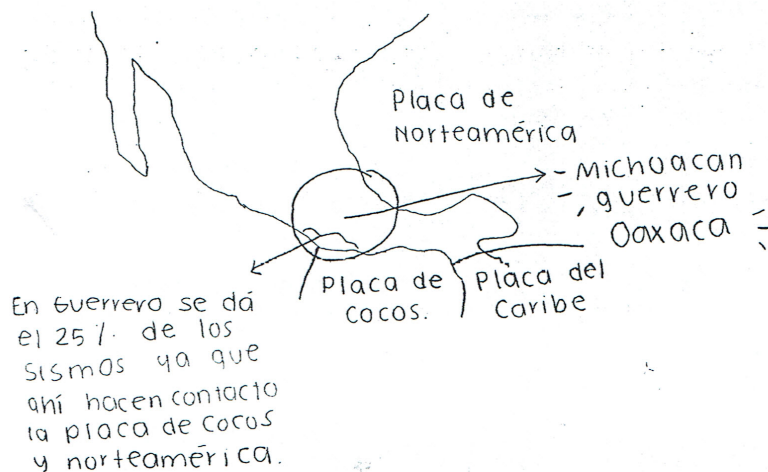 Placa de
Norteamérica
- Michoacan
-, guerrero
Oaxaca
Placa de
Cocos.
Placa del
Caribe
En Guerrero se dá
el 25%. de los
sismos ya que
ahí hacen contacto
la placa de Cocos
y norteamérica.